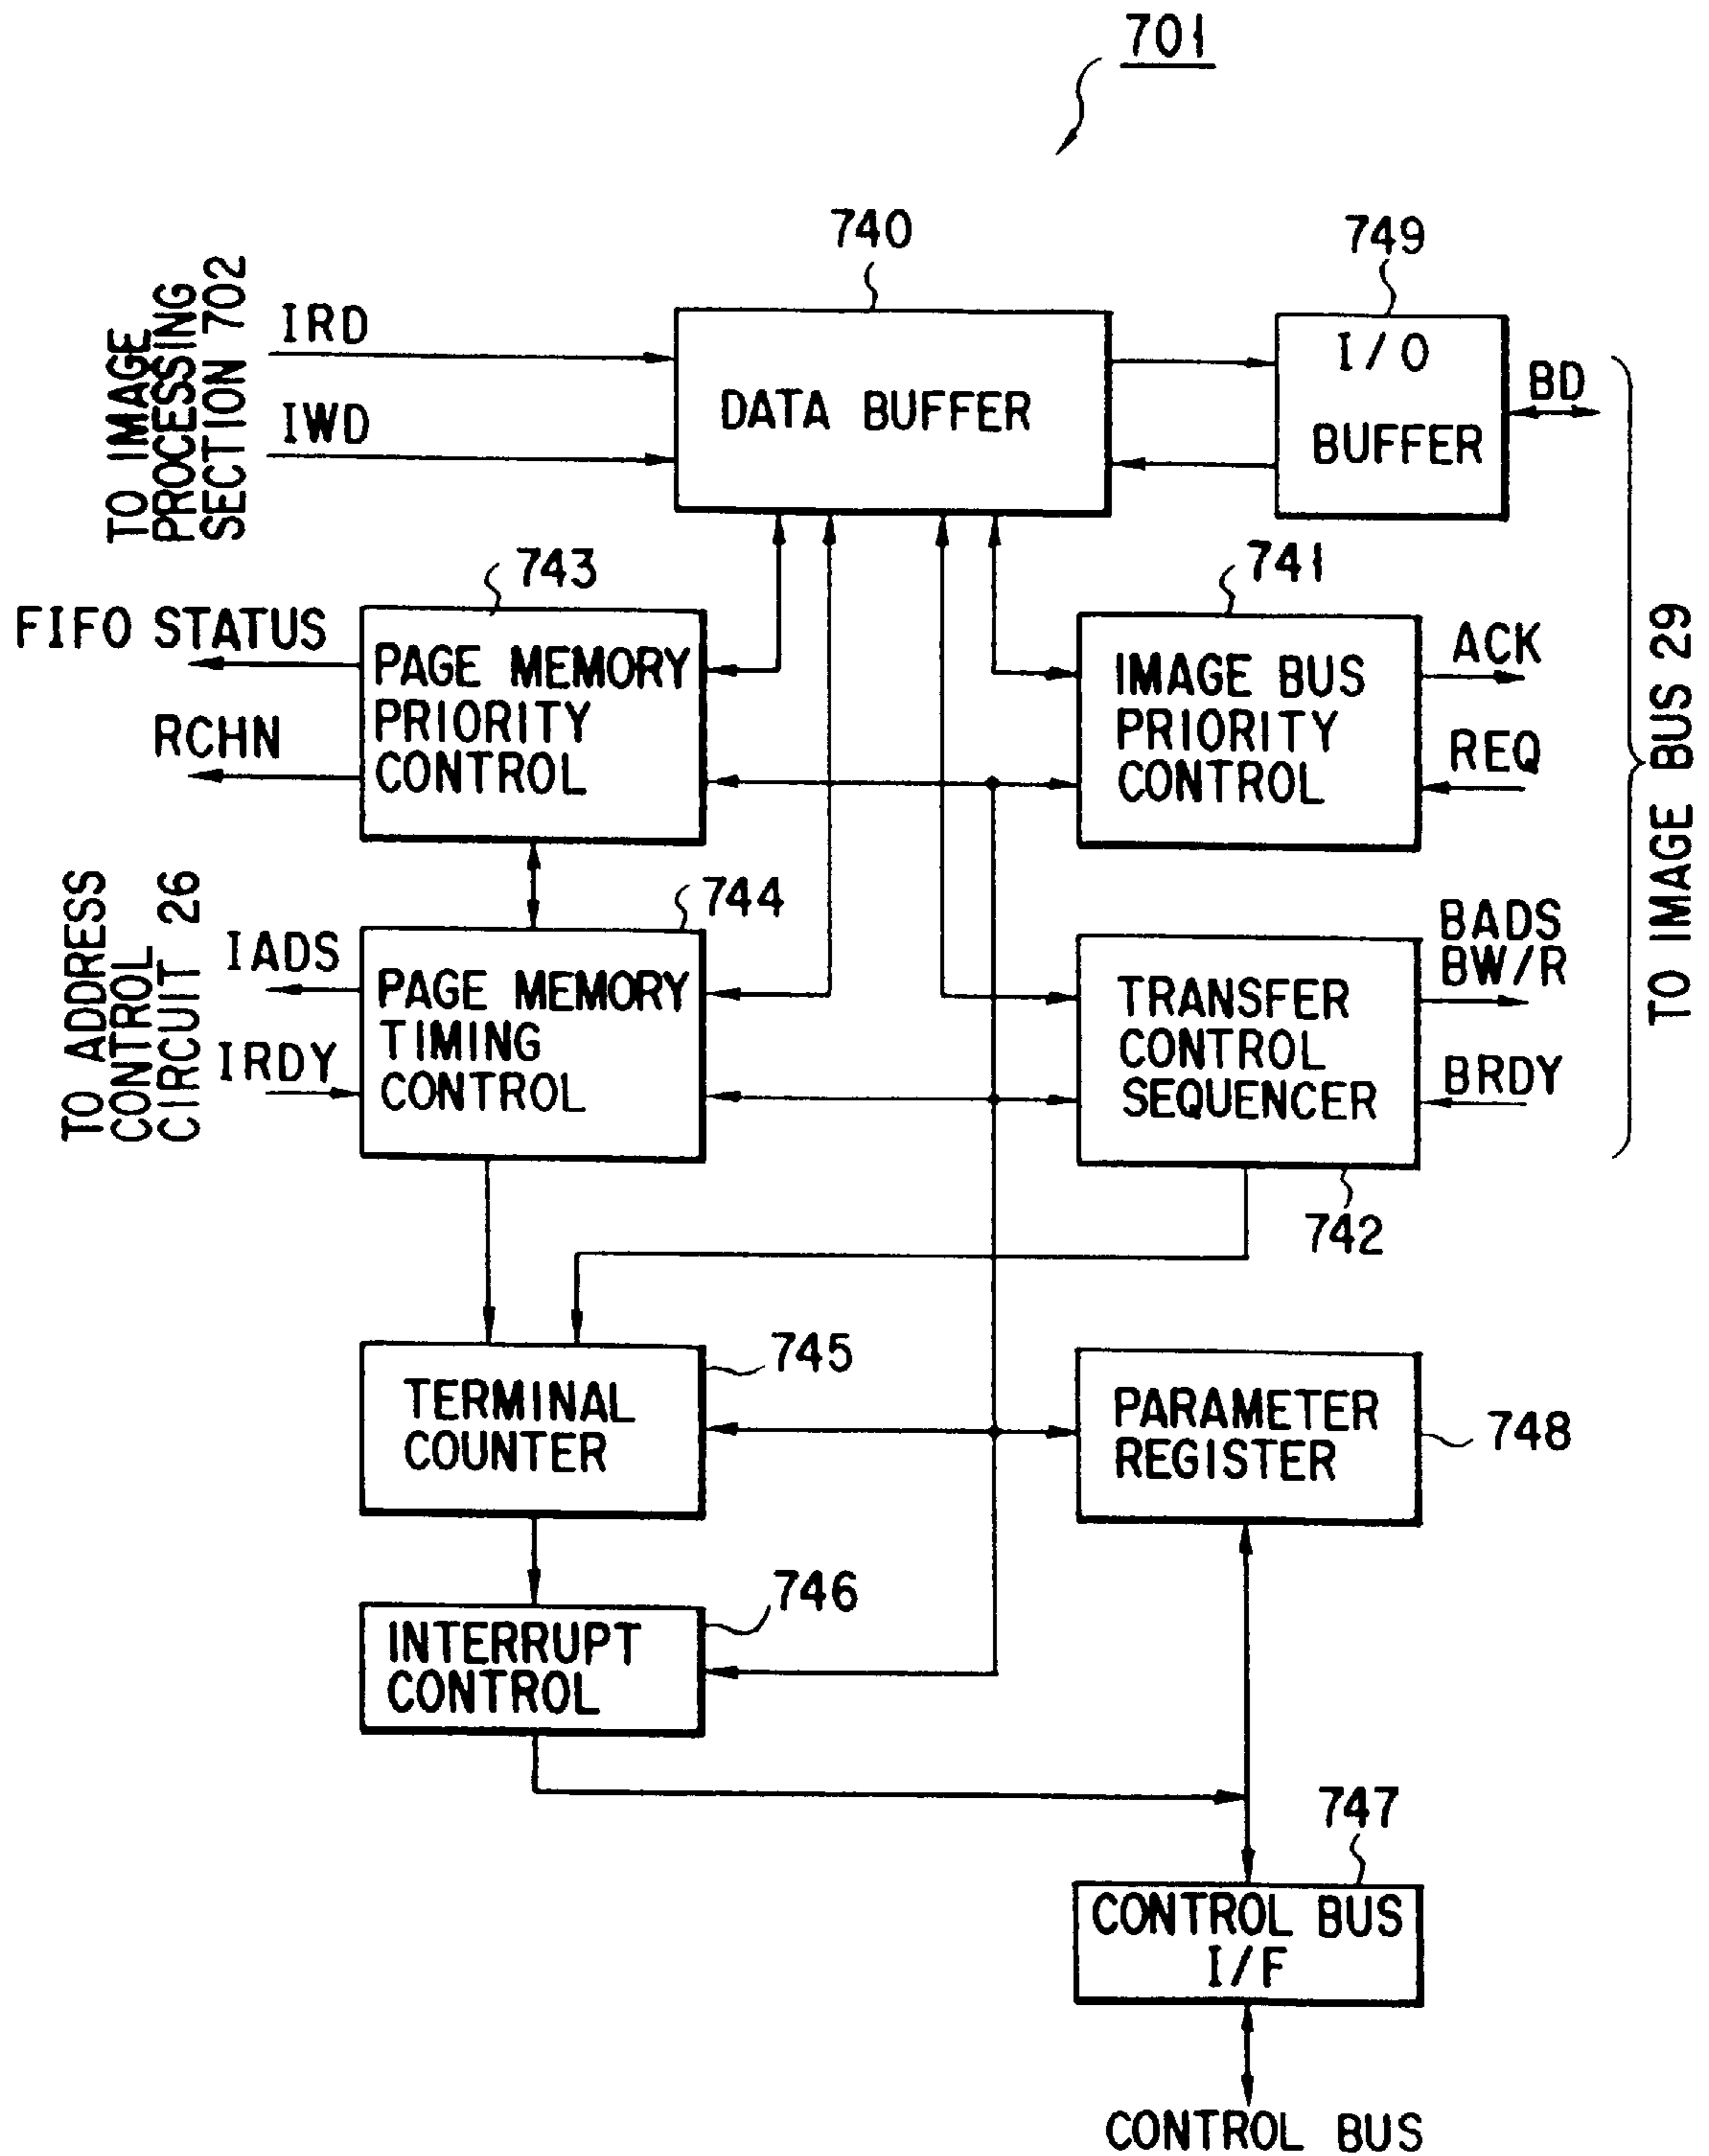 701
740
749
TO IMAGE
PROCESSING
SECTION 702
IRD
IWD
DATA BUFFER
I/O
BUFFER
BD
743
741
FIFO STATUS
RCHN
PAGE MEMORY
PRIORITY
CONTROL
IMAGE BUS
PRIORITY
CONTROL
ACK
REQ
TO IMAGE BUS 29
744
TO ADDRESS
CONTROL
CIRCUIT 26
IADS
IRDY
PAGE MEMORY
TIMING
CONTROL
TRANSFER
CONTROL
SEQUENCER
BADS
BW/R
BRDY
742
745
TERMINAL
COUNTER
PARAMETER
REGISTER
748
746
INTERRUPT
CONTROL
747
CONTROL BUS
I/F
CONTROL BUS